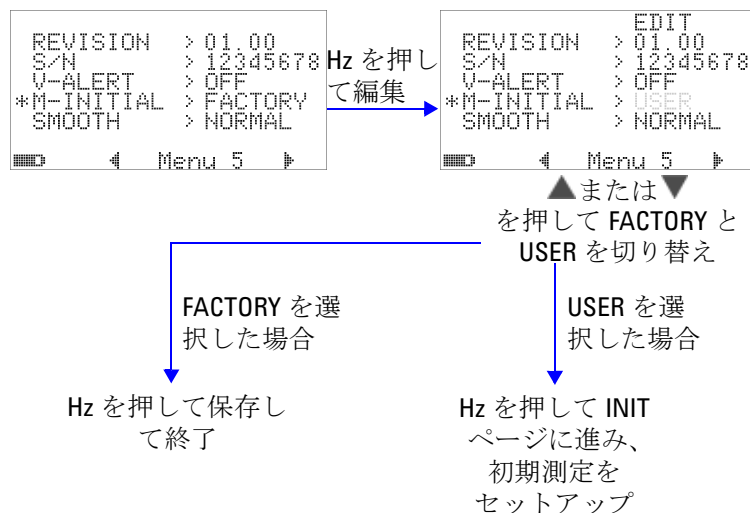 REVISION > 01.00
S/N > 12345678
V-ALERT > OFF
*M-INITIAL > FACTORY
SMOOTH > NORMAL
Menu 5
Hz を押し
て編集
EDIT
REVISION > 01.00
S/N > 12345678
V-ALERT > OFF
*M-INITIAL > USER
SMOOTH > NORMAL
Menu 5
▲または▼
を押して FACTORY と
USER を切り替え
FACTORY を選
択した場合
USER を選
択した場合
Hz を押して保存し
て終了
Hz を押して INIT
ページに進み、
初期測定を
セットアップ